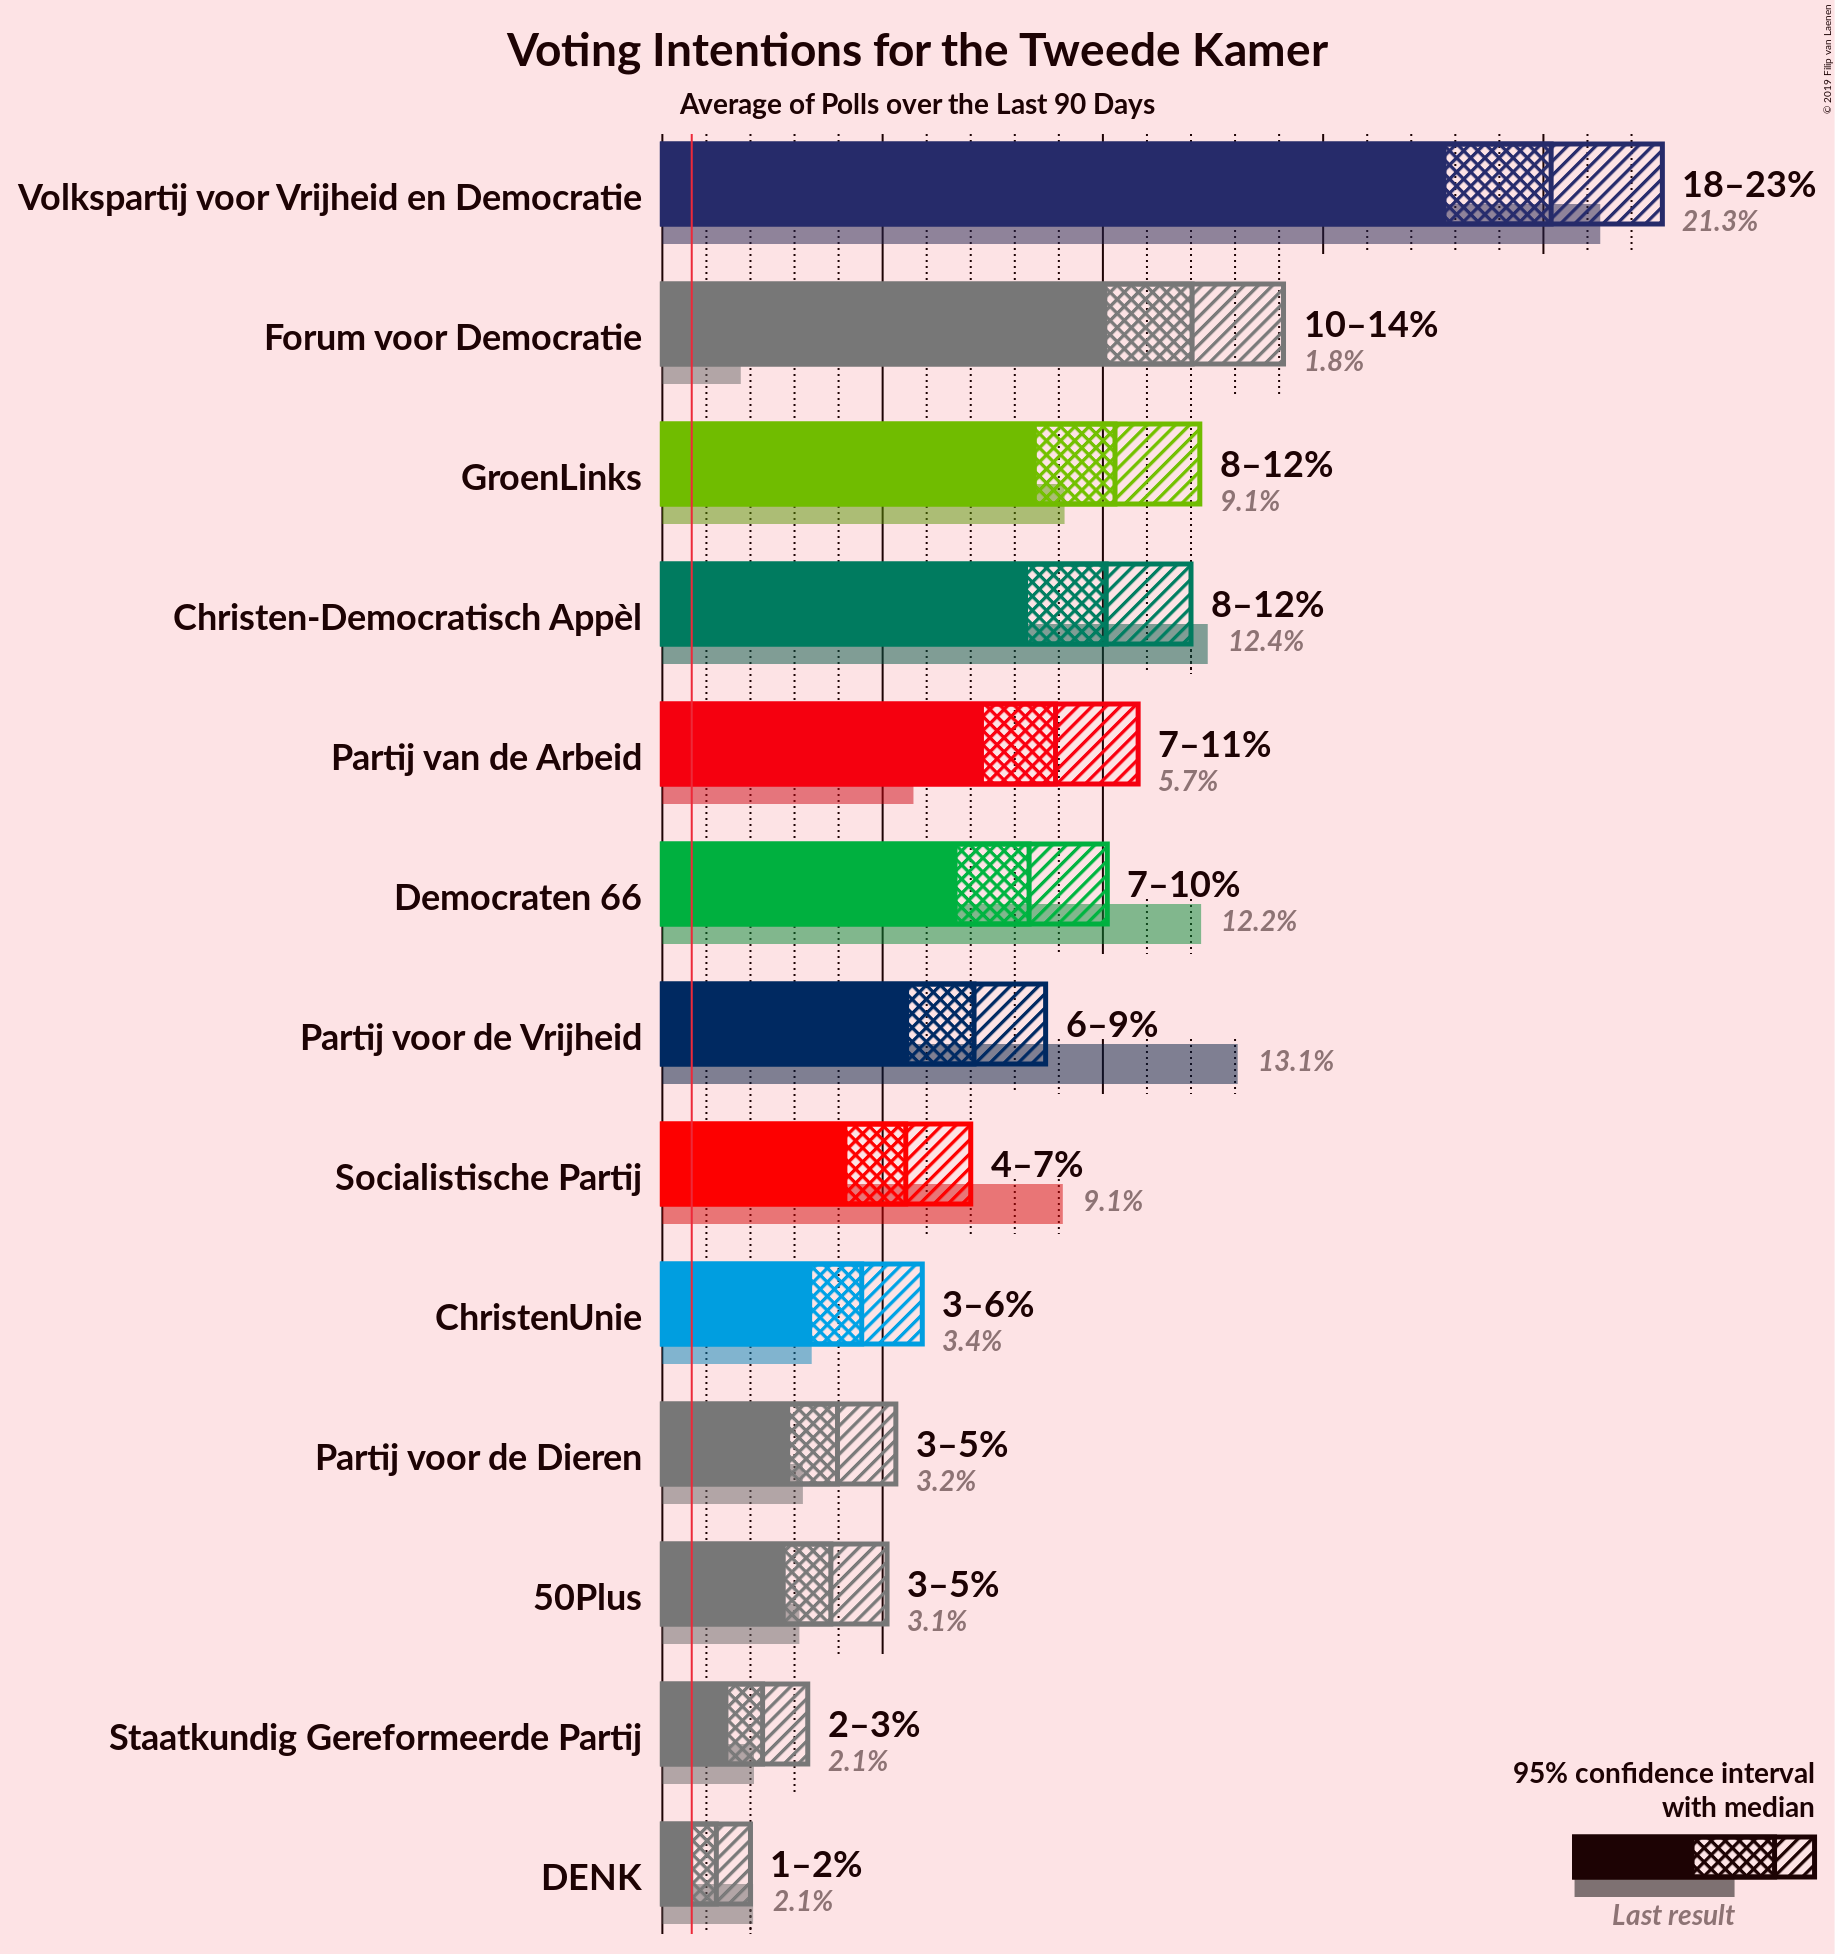 Voting Intentions for the Tweede Kamer
Average of Polls over the Last 90 Days
© 2019 Filip van Laenen
Volkspartij voor Vrijheid en Democratie
18–23%
21.3%
Forum voor Democratie
10–14%
1.8%
GroenLinks
8–12%
9.1%
Christen-Democratisch Appèl
8–12%
12.4%
Partij van de Arbeid
7–11%
5.7%
Democraten 66
7–10%
12.2%
Partij voor de Vrijheid
6–9%
13.1%
Socialistische Partij
4–7%
9.1%
ChristenUnie
3–6%
3.4%
Partij voor de Dieren
3–5%
3.2%
50Plus
3–5%
3.1%
Staatkundig Gereformeerde Partij
2–3%
2.1%
DENK
1–2%
2.1%
95% confidence interval
with median
Last result